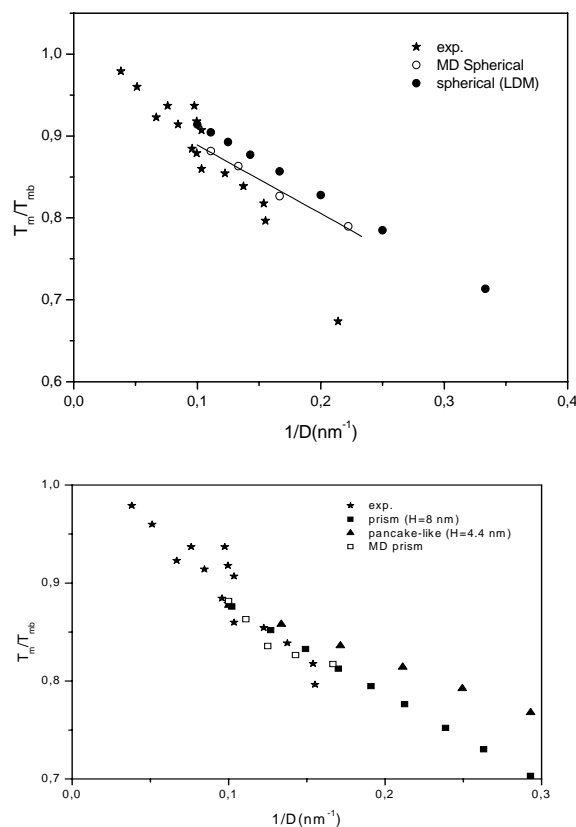 1,0
0,9
0,8
0,7
0,6
T_m/T_mb
exp.
MD Spherical
spherical (LDM)
0,0 0,1 0,2 0,3 0,4
1/D(nm⁻¹)
1,0
0,9
0,8
0,7
T_m/T_mb
exp.
prism (H=8 nm)
pancake-like (H=4.4 nm)
MD prism
0,0 0,1 0,2 0,3
1/D(nm⁻¹)